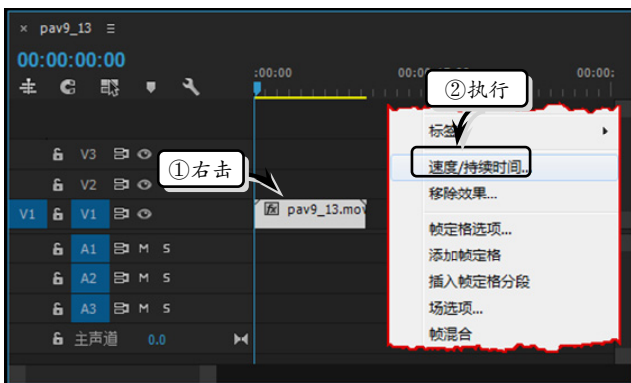 × pav9_13 ≡
00:00:00:00
:00:00
00:00:
②执行
标签
V3
①右击
速度/持续时间...
V2
移除效果...
V1 V1
fx pav9_13.mov
帧定格选项...
A1 M S
添加帧定格
A2 M S
插入帧定格分段
A3 M S
场选项...
主声道 0.0
帧混合